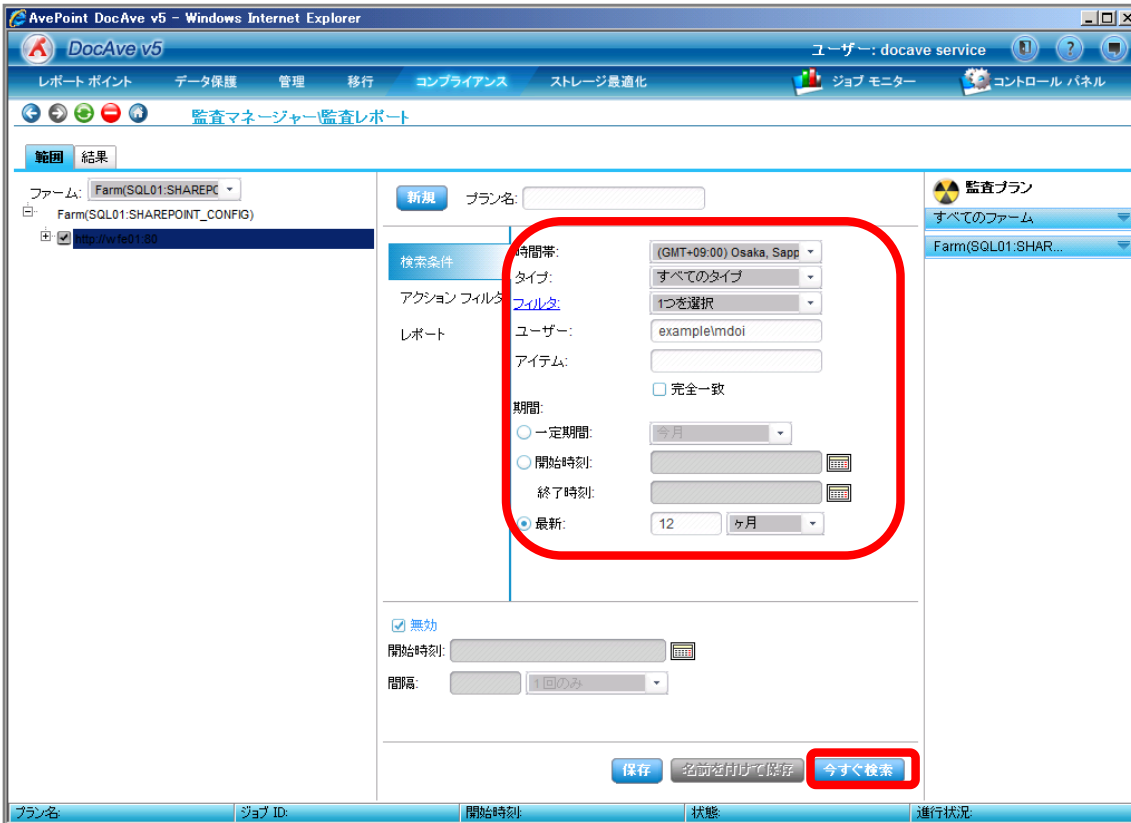 AvePoint DocAve v5 - Windows Internet Explorer
DocAve v5
ユーザー: docave service
レポート ポイント
データ保護
管理
移行
コンプライアンス
ストレージ最適化
ジョブ モニター
コントロール パネル
監査マネージャー\監査レポート
範囲
結果
ファーム:
Farm(SQL01:SHAREPC
Farm(SQL01:SHAREPOINT_CONFIG)
http://wfe01:80
新規
プラン名:
検索条件
アクション フィルタ
レポート
時間帯:
(GMT+09:00) Osaka, Sapp
タイプ:
すべてのタイプ
フィルタ:
1つを選択
ユーザー:
example\mdoi
アイテム:
完全一致
期間:
一定期間:
今月
開始時刻:
終了時刻:
最新:
12
ヶ月
無効
開始時刻:
間隔:
1回のみ
保存
名前を付けて保存
今すぐ検索
監査プラン
すべてのファーム
Farm(SQL01:SHAR...
プラン名:
ジョブ ID:
開始時刻:
状態:
進行状況: